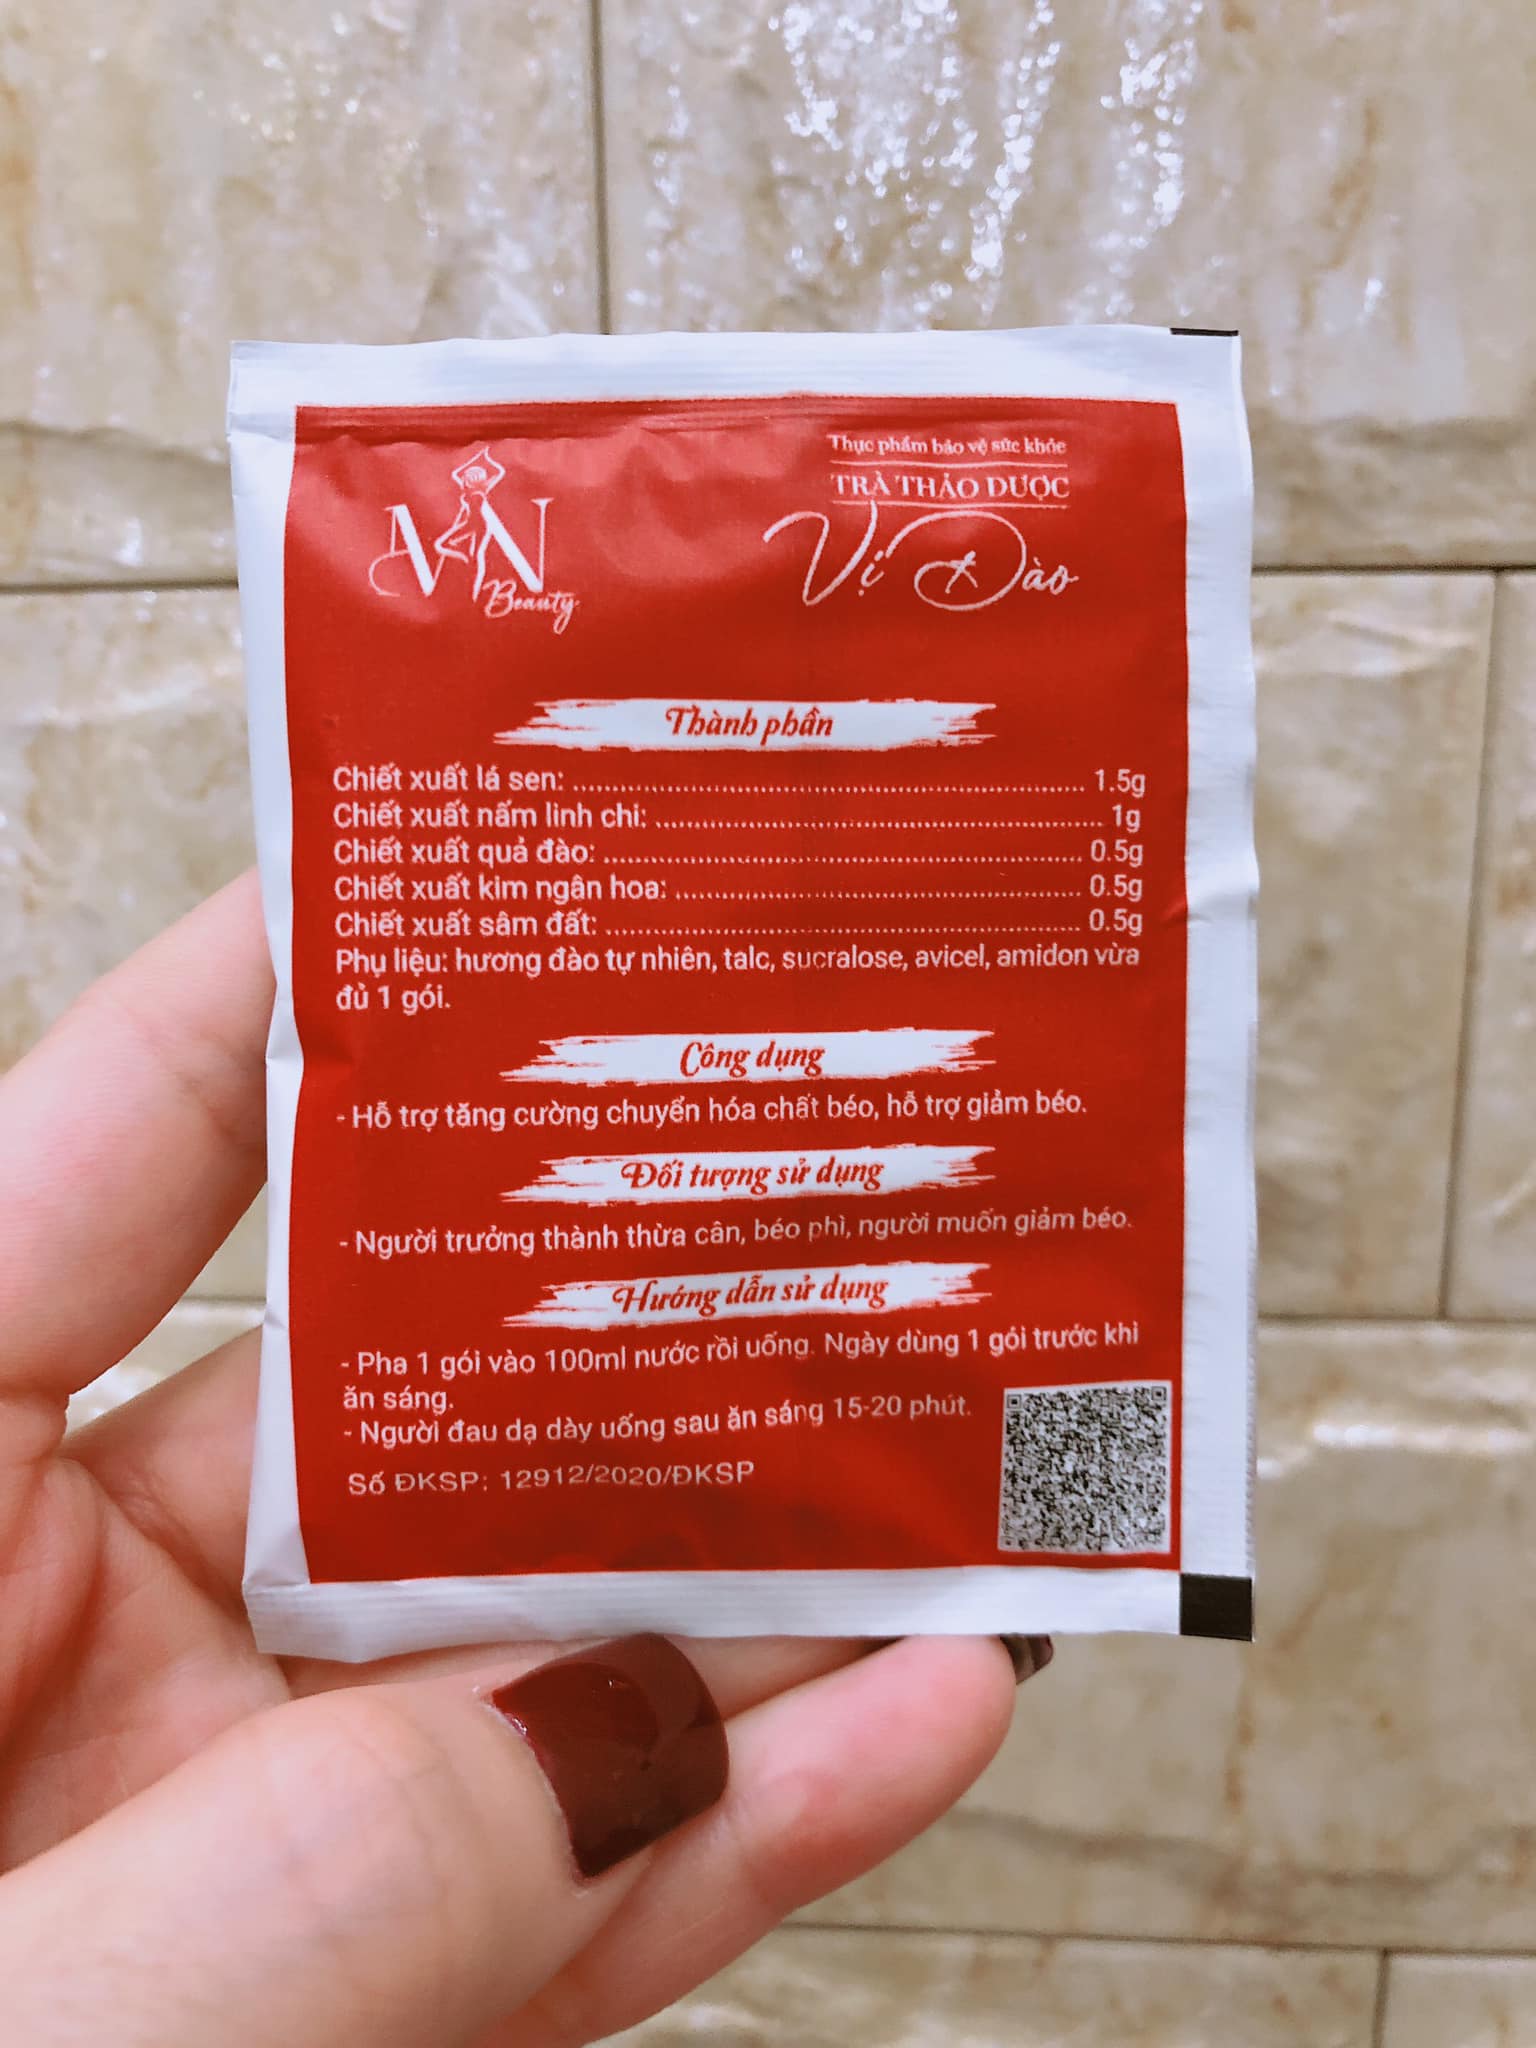 VN
Beauty
Thực phẩm bảo vệ sức khỏe
TRÀ THẢO DƯỢC
Vị Đào
Thành phần
Chiết xuất lá sen: 1.5g
Chiết xuất nấm linh chi: 1g
Chiết xuất quả đào: 0.5g
Chiết xuất kim ngân hoa: 0.5g
Chiết xuất sâm đất: 0.5g
Phụ liệu: hương đào tự nhiên, talc, sucralose, avicel, amidon vừa
đủ 1 gói.
Công dụng
- Hỗ trợ tăng cường chuyển hóa chất béo, hỗ trợ giảm béo.
Đối tượng sử dụng
- Người trưởng thành thừa cân, béo phì, người muốn giảm béo.
Hướng dẫn sử dụng
- Pha 1 gói vào 100ml nước rồi uống. Ngày dùng 1 gói trước khi
ăn sáng.
- Người đau dạ dày uống sau ăn sáng 15-20 phút.
Số ĐKSP: 12912/2020/ĐKSP